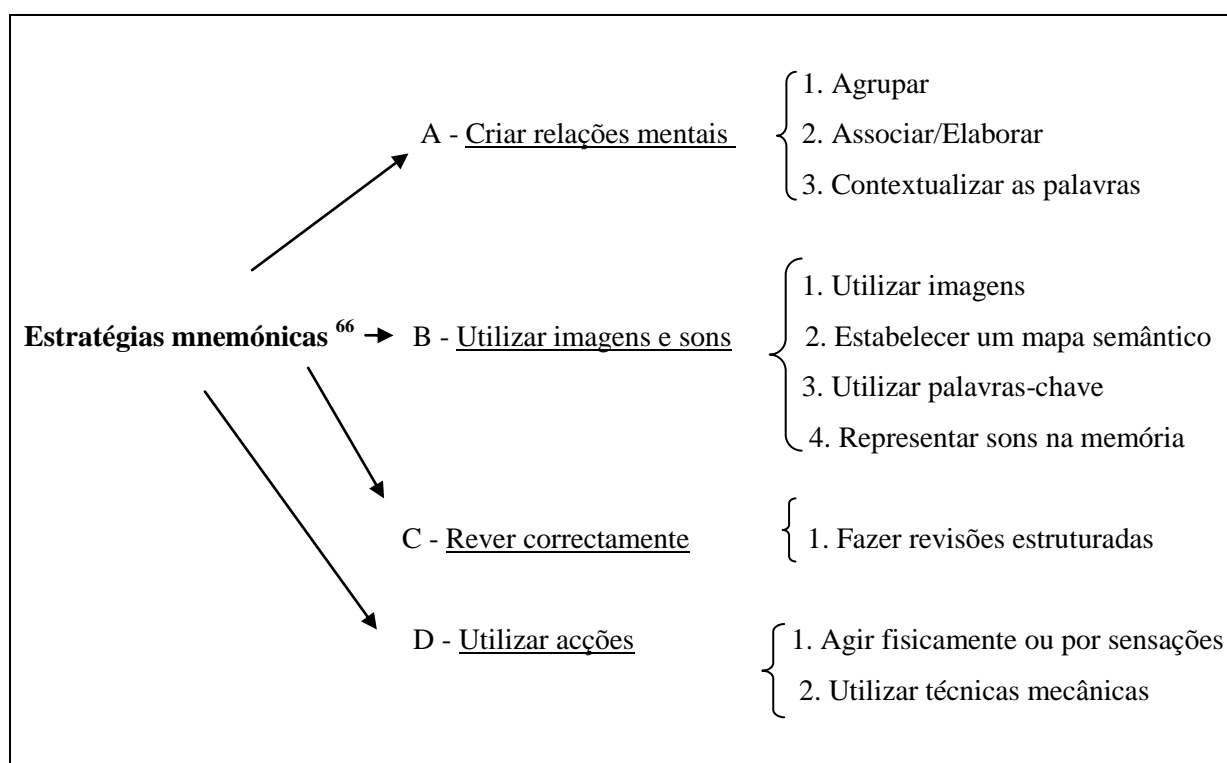 A - Criar relações mentais
1. Agrupar
2. Associar/Elaborar
3. Contextualizar as palavras
Estratégias mnemónicas 66
B - Utilizar imagens e sons
1. Utilizar imagens
2. Estabelecer um mapa semântico
3. Utilizar palavras-chave
4. Representar sons na memória
C - Rever correctamente
1. Fazer revisões estruturadas
D - Utilizar acções
1. Agir fisicamente ou por sensações
2. Utilizar técnicas mecânicas